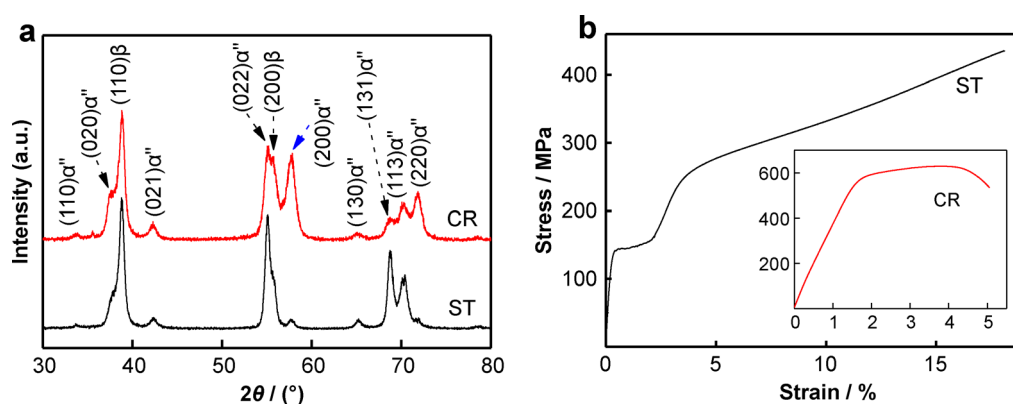 a
Intensity (a.u.)
(110)α"
(020)α"
(110)β
(021)α"
(022)α"
(200)β
(200)α"
(130)α"
(131)α"
(113)α"
(220)α"
CR
ST
30 40 50 60 70 80
2θ / (°)
b
Stress / MPa
400
300
200
100
0 5 10 15
Strain / %
ST
600
400
200
0 1 2 3 4 5
CR